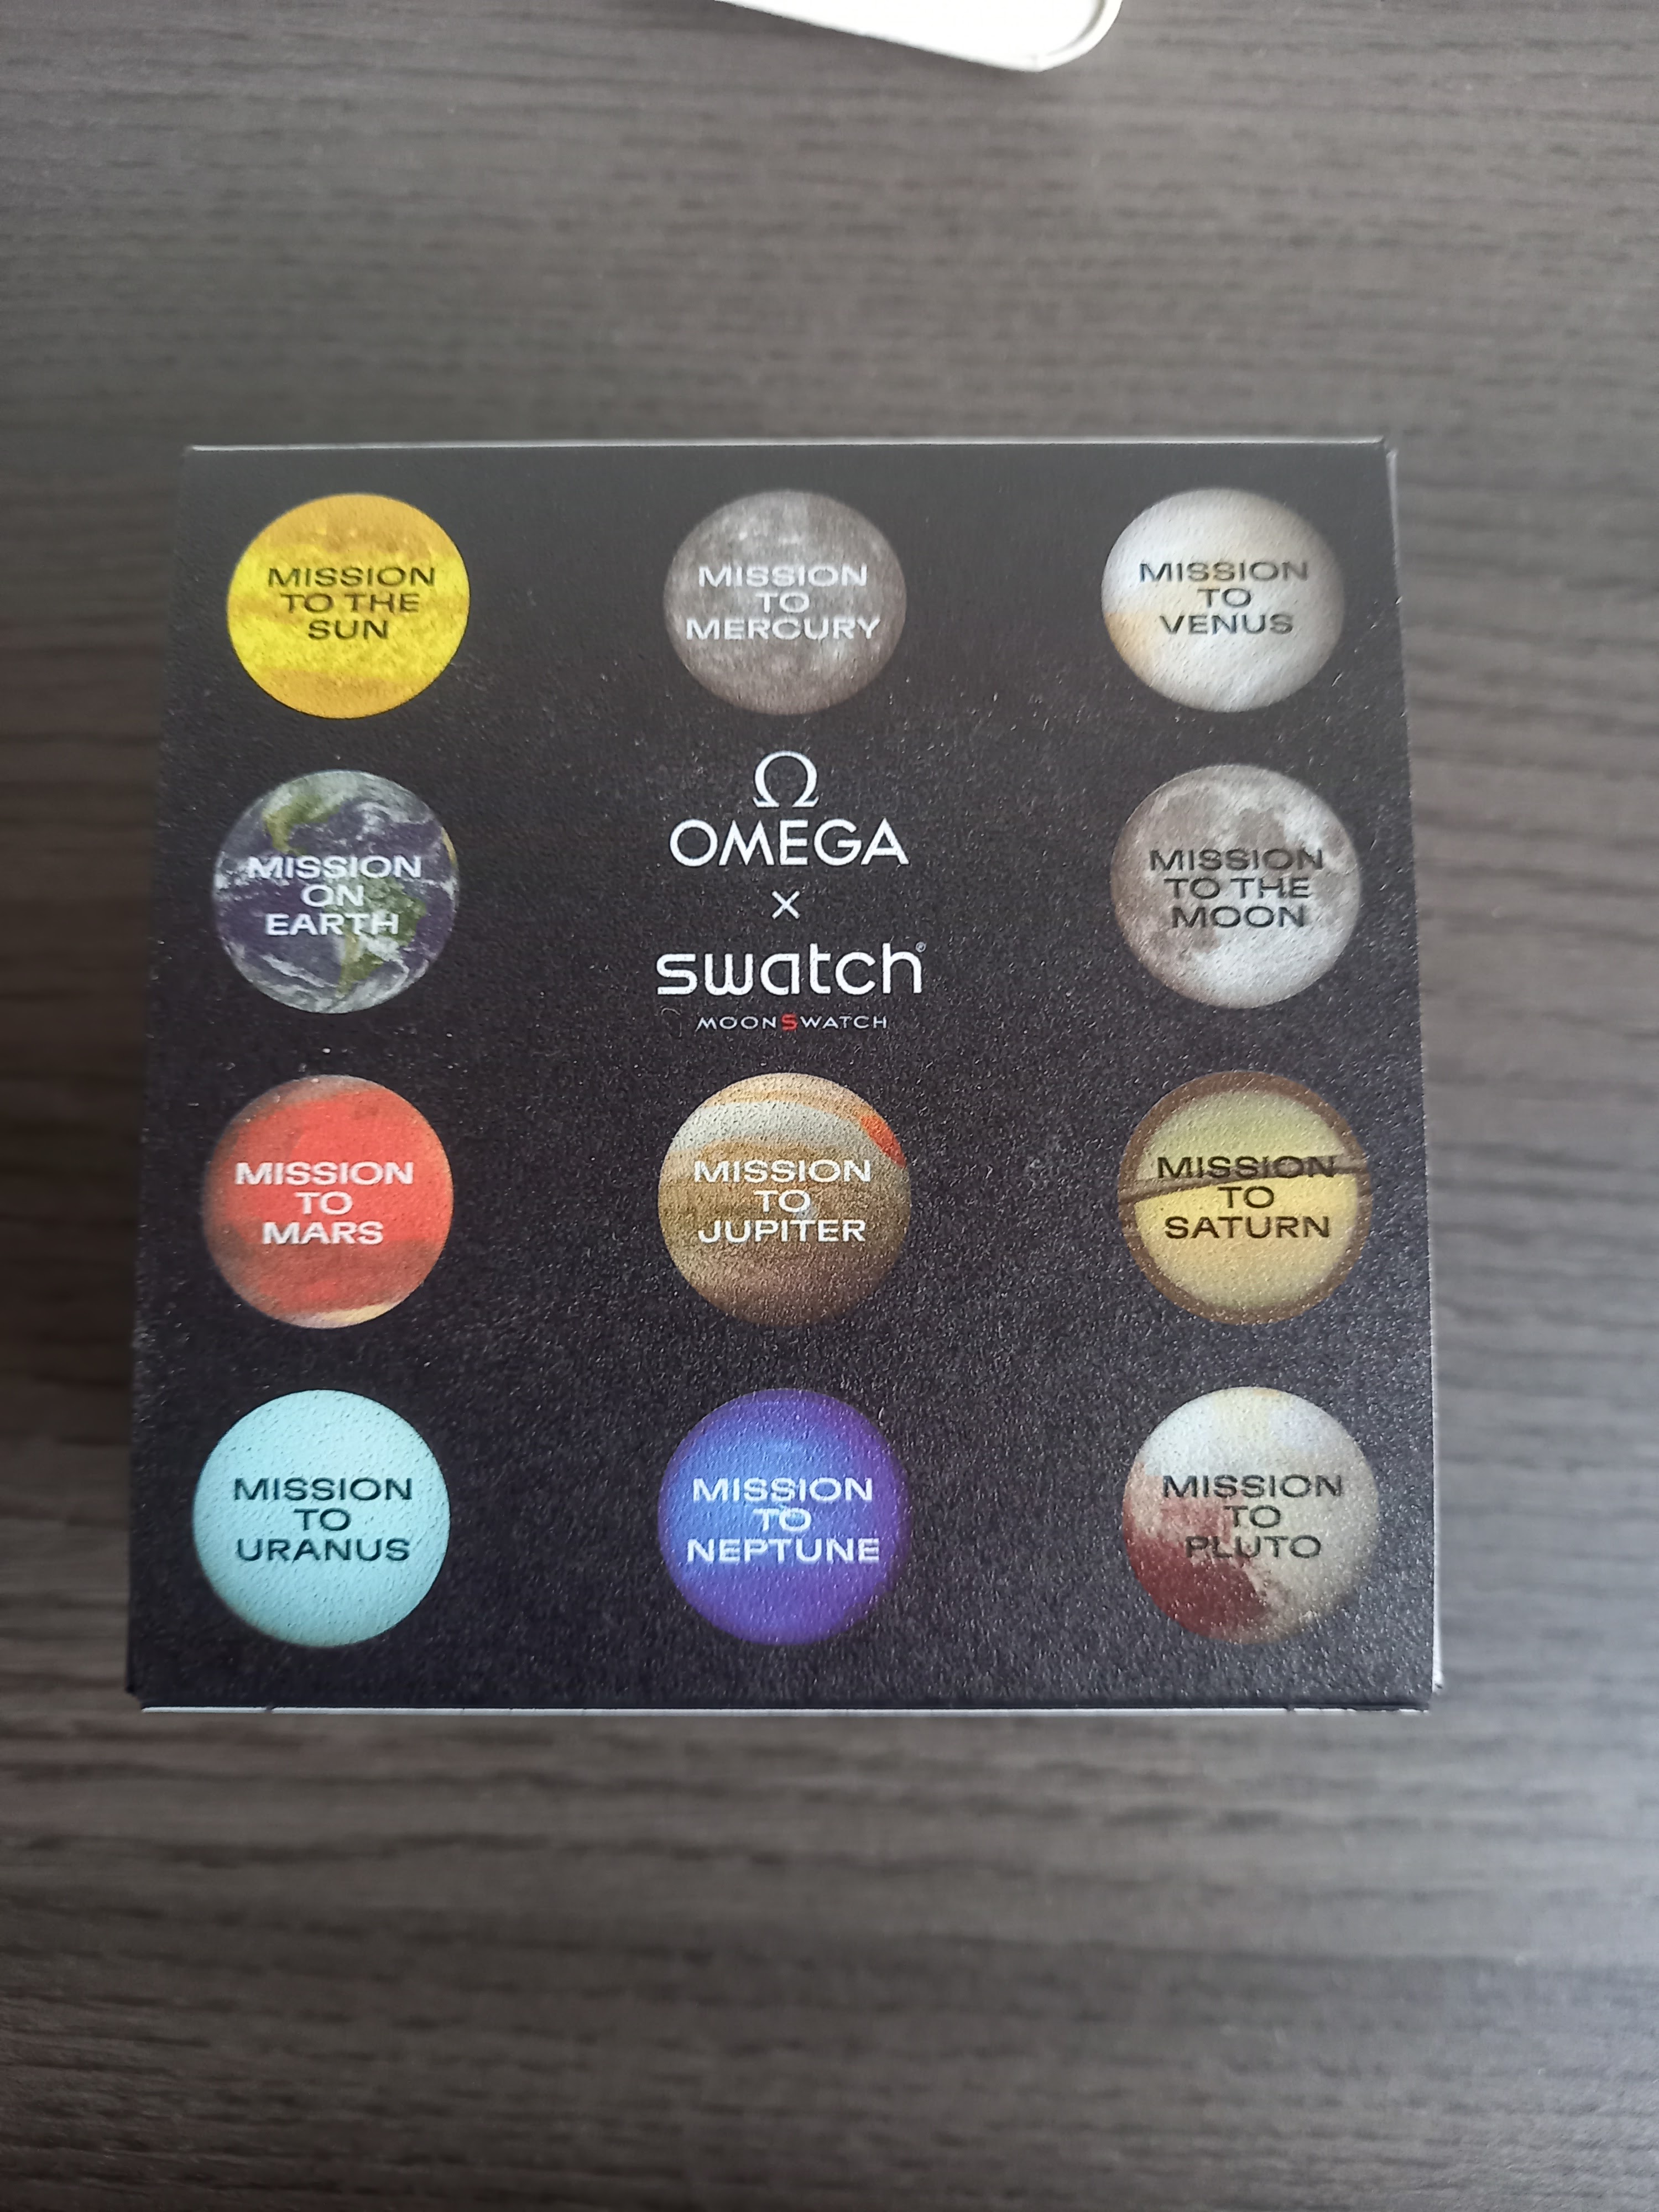 MISSION
TO THE
SUN
MISSION
TO
MERCURY
MISSION
TO
VENUS
MISSION
ON
EARTH
Ω
OMEGA
×
swatch®
MOONSWATCH
MISSION
TO THE
MOON
MISSION
TO
MARS
MISSION
TO
JUPITER
MISSION
TO
SATURN
MISSION
TO
URANUS
MISSION
TO
NEPTUNE
MISSION
TO
PLUTO